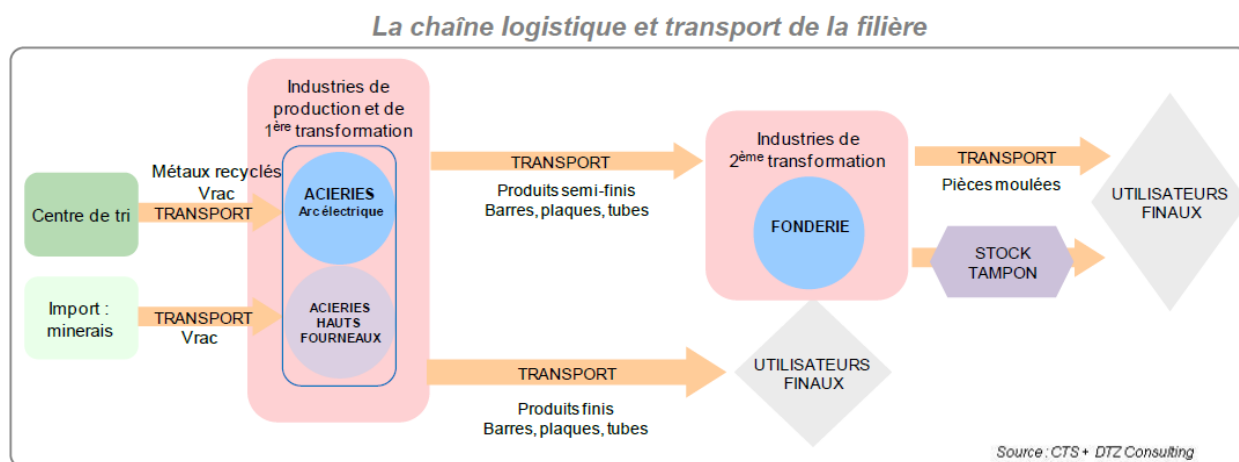 La chaîne logistique et transport de la filière
Industries de
production et de
1ère transformation
Métaux recyclés
Vrac
Centre de tri
TRANSPORT
ACIERIES
Arc électrique
TRANSPORT
Produits semi-finis
Barres, plaques, tubes
Industries de
2ème transformation
FONDERIE
TRANSPORT
Pièces moulées
UTILISATEURS
FINAUX
STOCK
TAMPON
Import :
minerais
TRANSPORT
Vrac
ACIERIES
HAUTS
FOURNEAUX
TRANSPORT
Produits finis
Barres, plaques, tubes
UTILISATEURS
FINAUX
Source : CTS + DTZ Consulting